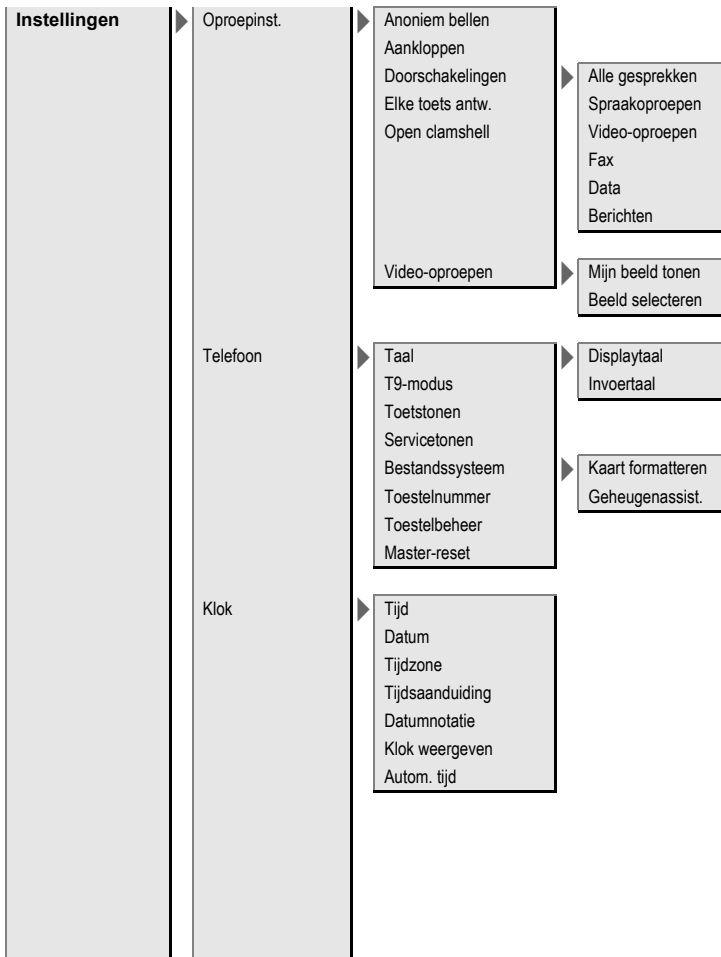 Instellingen
Oproepinst.
Anoniem bellen
Aankloppen
Doorschakelingen
Alle gesprekken
Elke toets antw.
Spraakoproepen
Open clamshell
Video-oproepen
Fax
Data
Berichten
Video-oproepen
Mijn beeld tonen
Beeld selecteren
Telefoon
Taal
Displaytaal
T9-modus
Invoertaal
Toetstonen
Servicetonen
Bestandssysteem
Kaart formatteren
Toestelnummer
Geheugenassist.
Toestelbeheer
Master-reset
Klok
Tijd
Datum
Tijdzone
Tijdsaanduiding
Datumnotatie
Klok weergeven
Autom. tijd